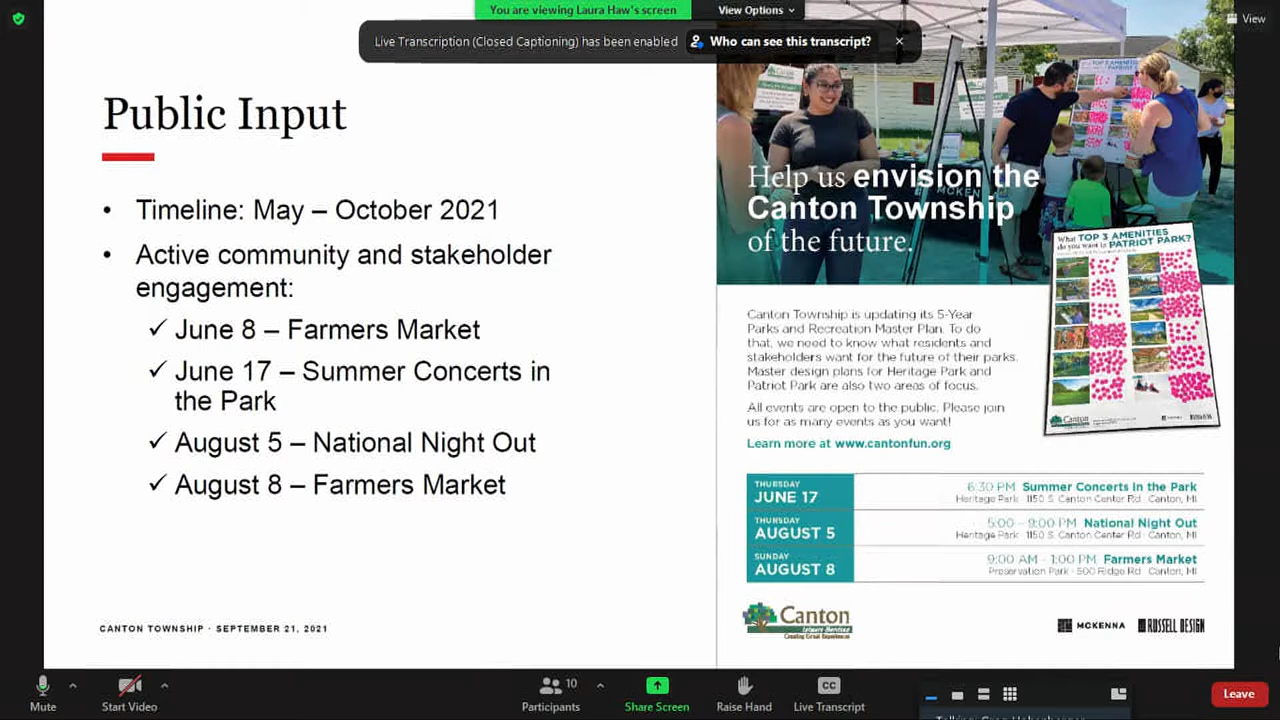 You are viewing Laura Haw's screen
View Options
View
Live Transcription (Closed Captioning) has been enabled
Who can see this transcript?
Public Input
• Timeline: May – October 2021
• Active community and stakeholder
engagement:
✓ June 8 – Farmers Market
✓ June 17 – Summer Concerts in
the Park
✓ August 5 – National Night Out
✓ August 8 – Farmers Market
CANTON TOWNSHIP · SEPTEMBER 21, 2021
Canton
Help us envision the
Canton Township
of the future.
What TOP 3 AMENITIES
do you want in PATRIOT PARK?
Canton
Canton Township is updating its 5-Year
Parks and Recreation Master Plan. To do
that, we need to know what residents and
stakeholders want for the future of their parks.
Master design plans for Heritage Park and
Patriot Park are also two areas of focus.
All events are open to the public. Please join
us for as many events as you want!
Learn more at www.cantonfun.org
THURSDAY
JUNE 17
6:30 PM Summer Concerts in the Park
Heritage Park · 1150 S. Canton Center Rd · Canton, MI
THURSDAY
AUGUST 5
5:00 – 9:00 PM National Night Out
Heritage Park · 1150 S. Canton Center Rd · Canton, MI
SUNDAY
AUGUST 8
9:00 AM - 1:00 PM Farmers Market
Preservation Park · 500 Ridge Rd · Canton, MI
Canton
Leisure Services
Creating Great Experiences
MCKENNA
RUSSELL DESIGN
Mute
Start Video
Participants
10
Share Screen
Raise Hand
CC
Live Transcript
Leave